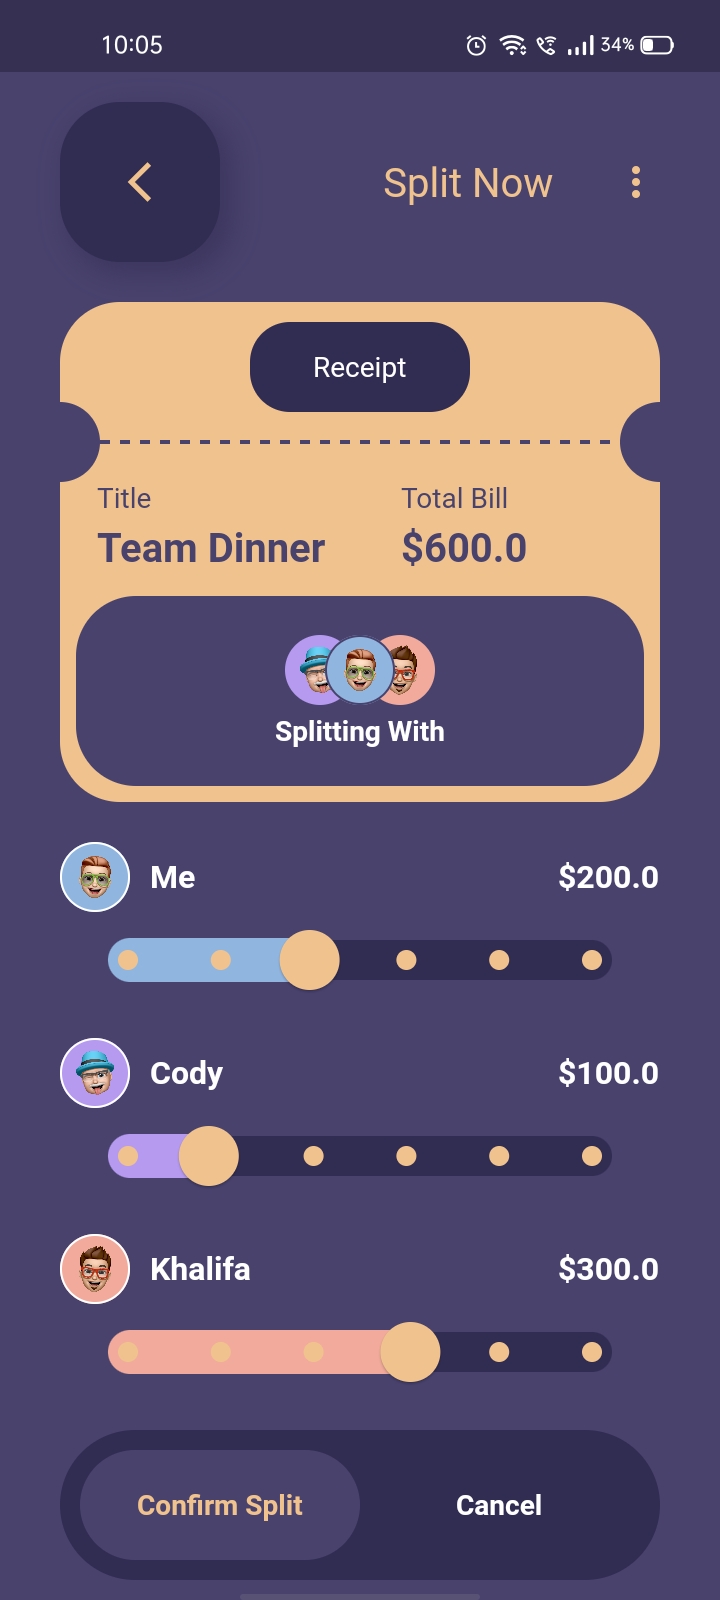 10:05
34%
Split Now
Receipt
Title
Total Bill
Team Dinner
$600.0
Splitting With
Me
$200.0
Cody
$100.0
Khalifa
$300.0
Confirm Split
Cancel